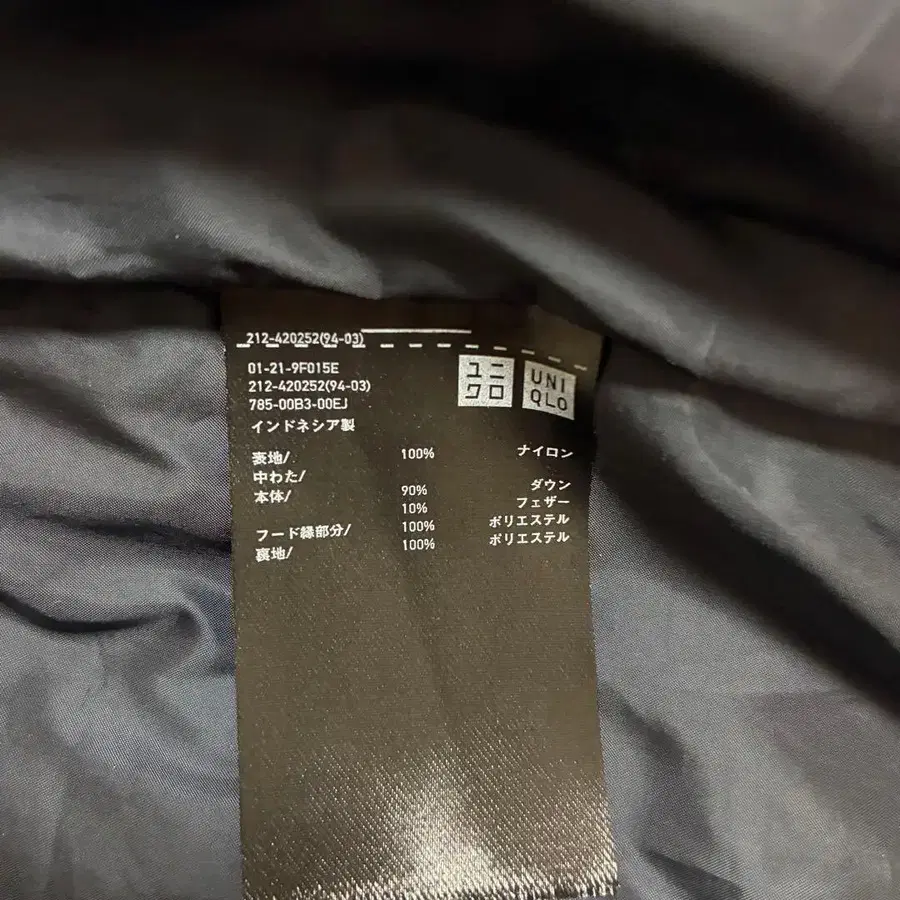 212-420252(94-03)
01-21-9F015E
212-420252(94-03)
785-00B3-00EJ
インドネシア製
ユニ
クロ
UNI
QLO
表地/ 100% ナイロン
中わた/
本体/ 90% ダウン
10% フェザー
フード縁部分/ 100% ポリエステル
裏地/ 100% ポリエステル